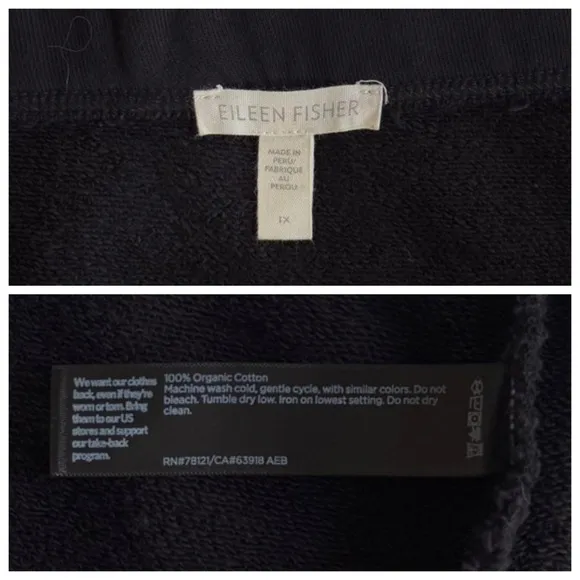 EILEEN FISHER
MADE IN
PERU/
FABRIQUE
AU
PEROU
1X
We want our clothes
back, even if they're
worn or torn. Bring
them to our US
stores and support
our take-back
program.
100% Organic Cotton
Machine wash cold, gentle cycle, with similar colors. Do not
bleach. Tumble dry low. Iron on lowest setting. Do not dry
clean.
RN#78121/CA#63918 AEB